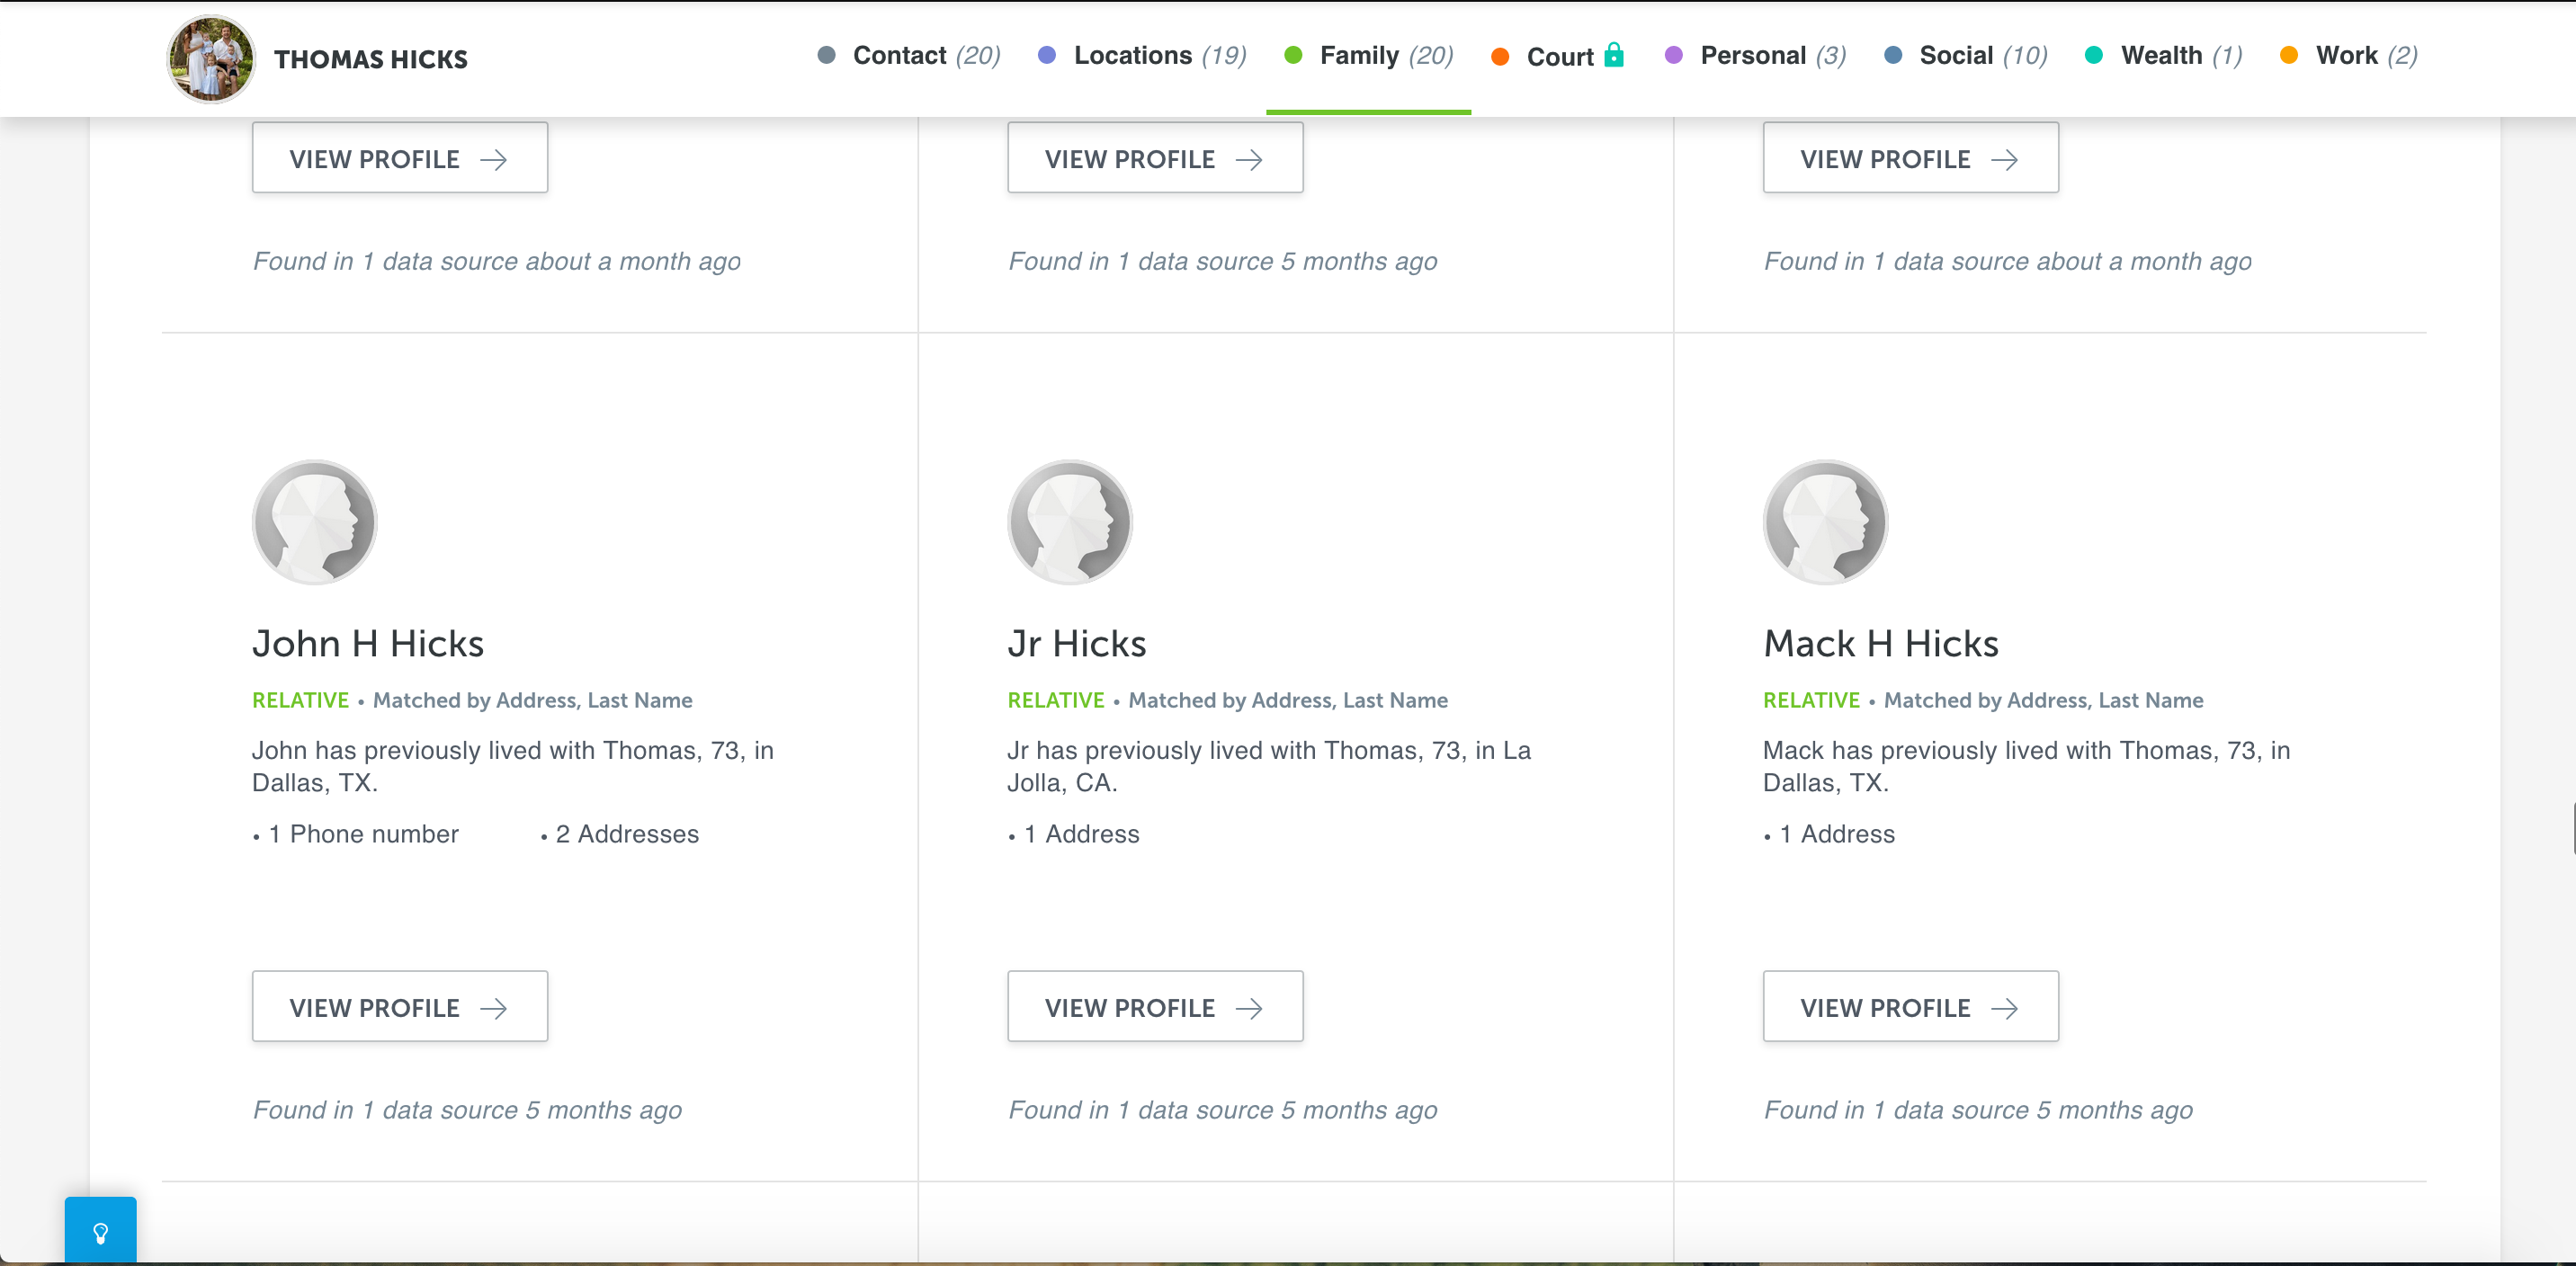 THOMAS HICKS
Contact (20) Locations (19) Family (20) Court Personal (3) Social (10) Wealth (1) Work (2)
VIEW PROFILE VIEW PROFILE VIEW PROFILE
Found in 1 data source about a month ago
Found in 1 data source 5 months ago
Found in 1 data source about a month ago
John H Hicks
RELATIVE • Matched by Address, Last Name
John has previously lived with Thomas, 73, in
Dallas, TX.
• 1 Phone number • 2 Addresses
VIEW PROFILE
Found in 1 data source 5 months ago
Jr Hicks
RELATIVE • Matched by Address, Last Name
Jr has previously lived with Thomas, 73, in La
Jolla, CA.
• 1 Address
VIEW PROFILE
Found in 1 data source 5 months ago
Mack H Hicks
RELATIVE • Matched by Address, Last Name
Mack has previously lived with Thomas, 73, in
Dallas, TX.
• 1 Address
VIEW PROFILE
Found in 1 data source 5 months ago